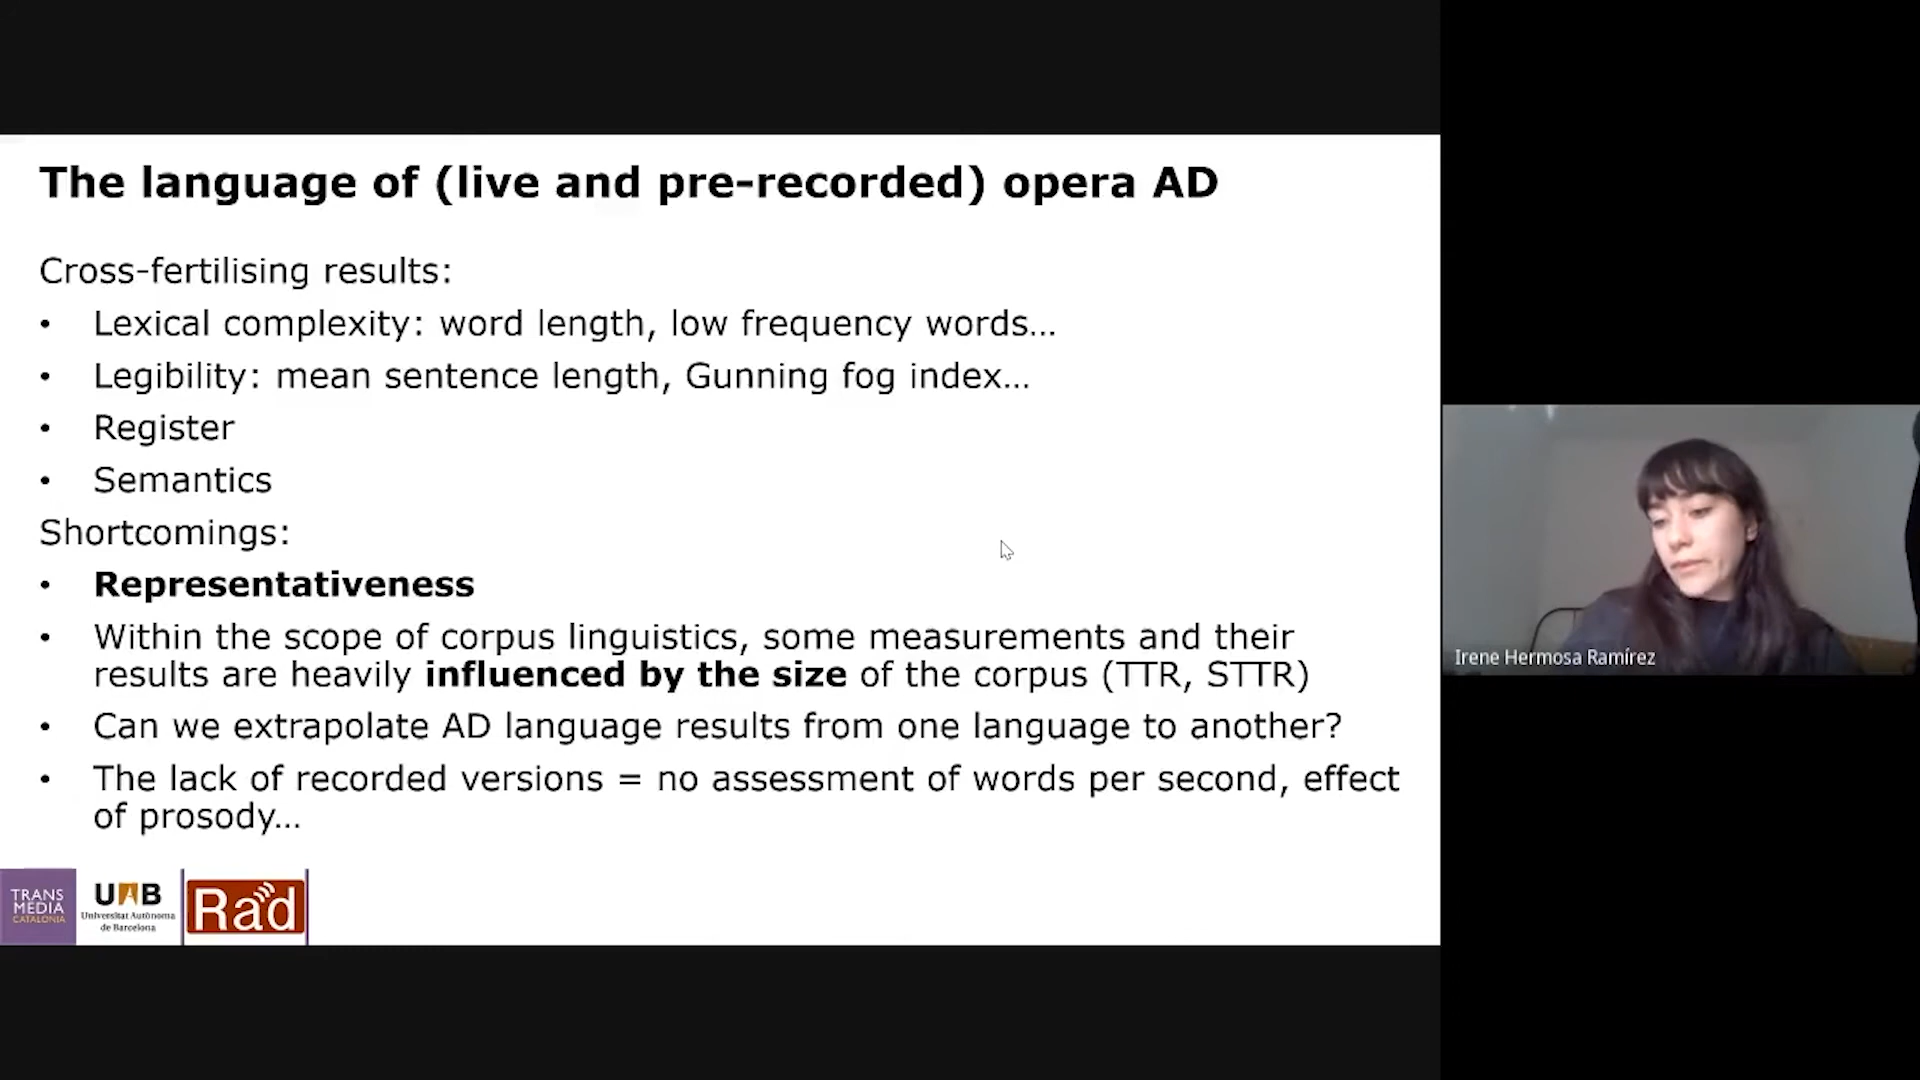 The language of (live and pre-recorded) opera AD
Cross-fertilising results:
• Lexical complexity: word length, low frequency words…
• Legibility: mean sentence length, Gunning fog index…
• Register
• Semantics
Shortcomings:
• Representativeness
• Within the scope of corpus linguistics, some measurements and their
results are heavily influenced by the size of the corpus (TTR, STTR)
• Can we extrapolate AD language results from one language to another?
• The lack of recorded versions = no assessment of words per second, effect
of prosody…
TRANS
MEDIA
CATALONIA
UAB
Universitat Autònoma
de Barcelona
Rad
Irene Hermosa Ramírez